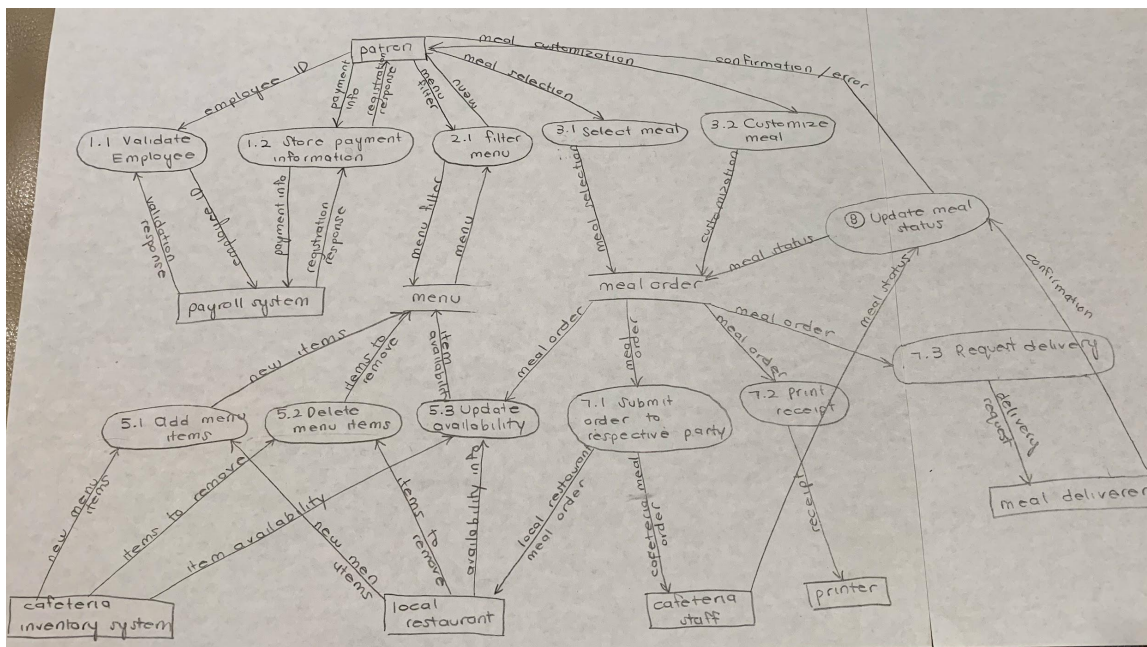 patron
meal customization
confirmation / error
employee ID
payment
info
registration
response
menu
filter
menu
meal selection
1.1 Validate
Employee
1.2 Store payment
information
2.1 filter
menu
3.1 Select meal
3.2 Customize
meal
validation
response
employee ID
payment info
registration
response
menu filter
menu
meal selection
customization
8 Update meal
status
meal status
payroll system
menu
meal order
meal status
confirmation
new items
items to
remove
item
availability
meal order
meal
order
meal order
meal order
7.3 Request delivery
5.1 add menu
items
5.2 Delete
menu items
5.3 Update
availability
7.1 submit
order to
respective party
7.2 print
receipt
delivery
request
new menu
items
items to remove
item availability
new men
items
items to
remove
availability info
local restaurant
meal order
cafeteria meal
order
receipt
meal deliverer
cafeteria
inventory system
local
restaurant
cafeteria
staff
printer